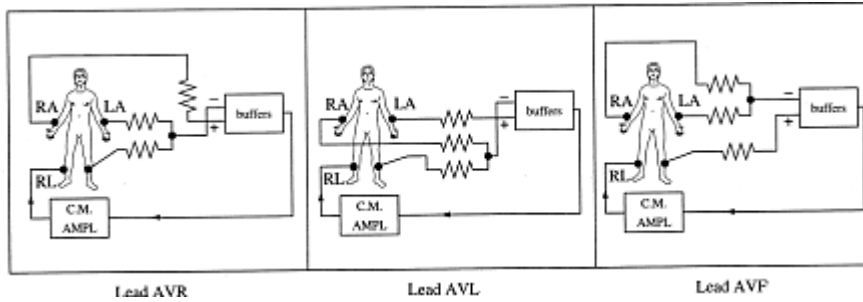 RA LA
−
+
buffers
RL
C.M.
AMPL
Lead AVR
RA LA
−
+
buffers
RL
C.M.
AMPL
Lead AVL
RA LA
−
+
buffers
RL
C.M.
AMPL
Lead AVF